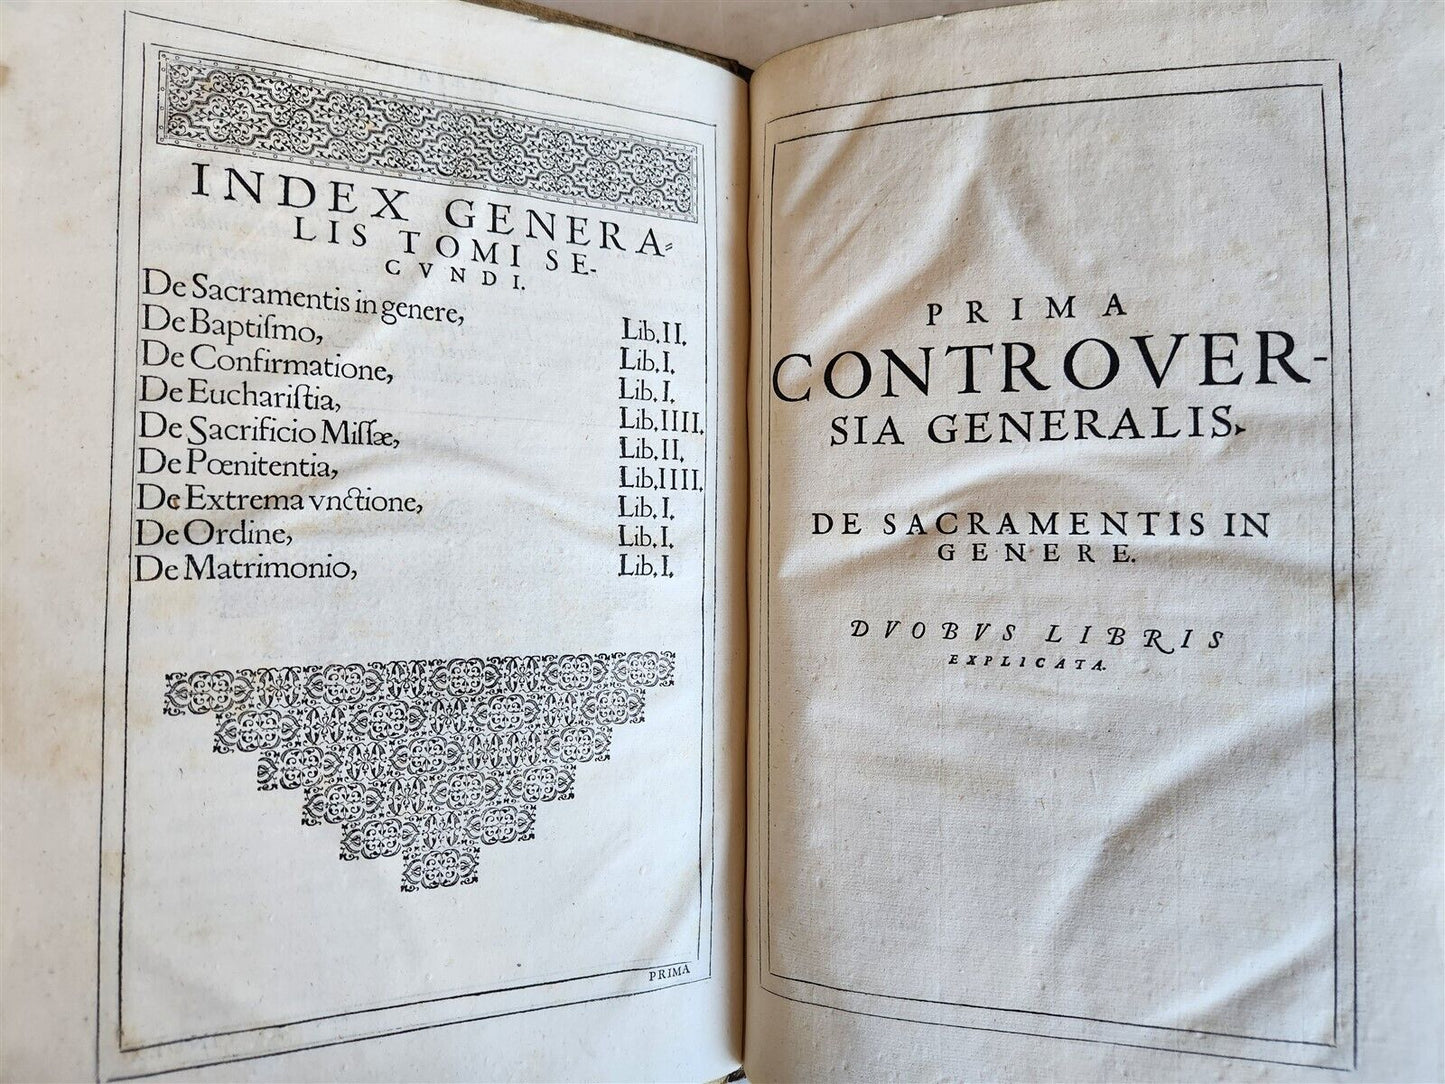 INDEX GENERA-
LIS TOMI SE-
CVNDI.
De Sacramentis in genere, Lib. II.
De Baptiſmo, Lib. I.
De Confirmatione, Lib. I.
De Euchariſtia, Lib. IIII.
De Sacrificio Miſſæ, Lib. II.
De Pœnitentia, Lib. IIII.
De Extrema vnctione, Lib. I.
De Ordine, Lib. I.
De Matrimonio, Lib. I.
PRIMA
PRIMA
CONTROVER-
SIA GENERALIS.
DE SACRAMENTIS IN
GENERE.
DVOBVS LIBRIS
EXPLICATA.